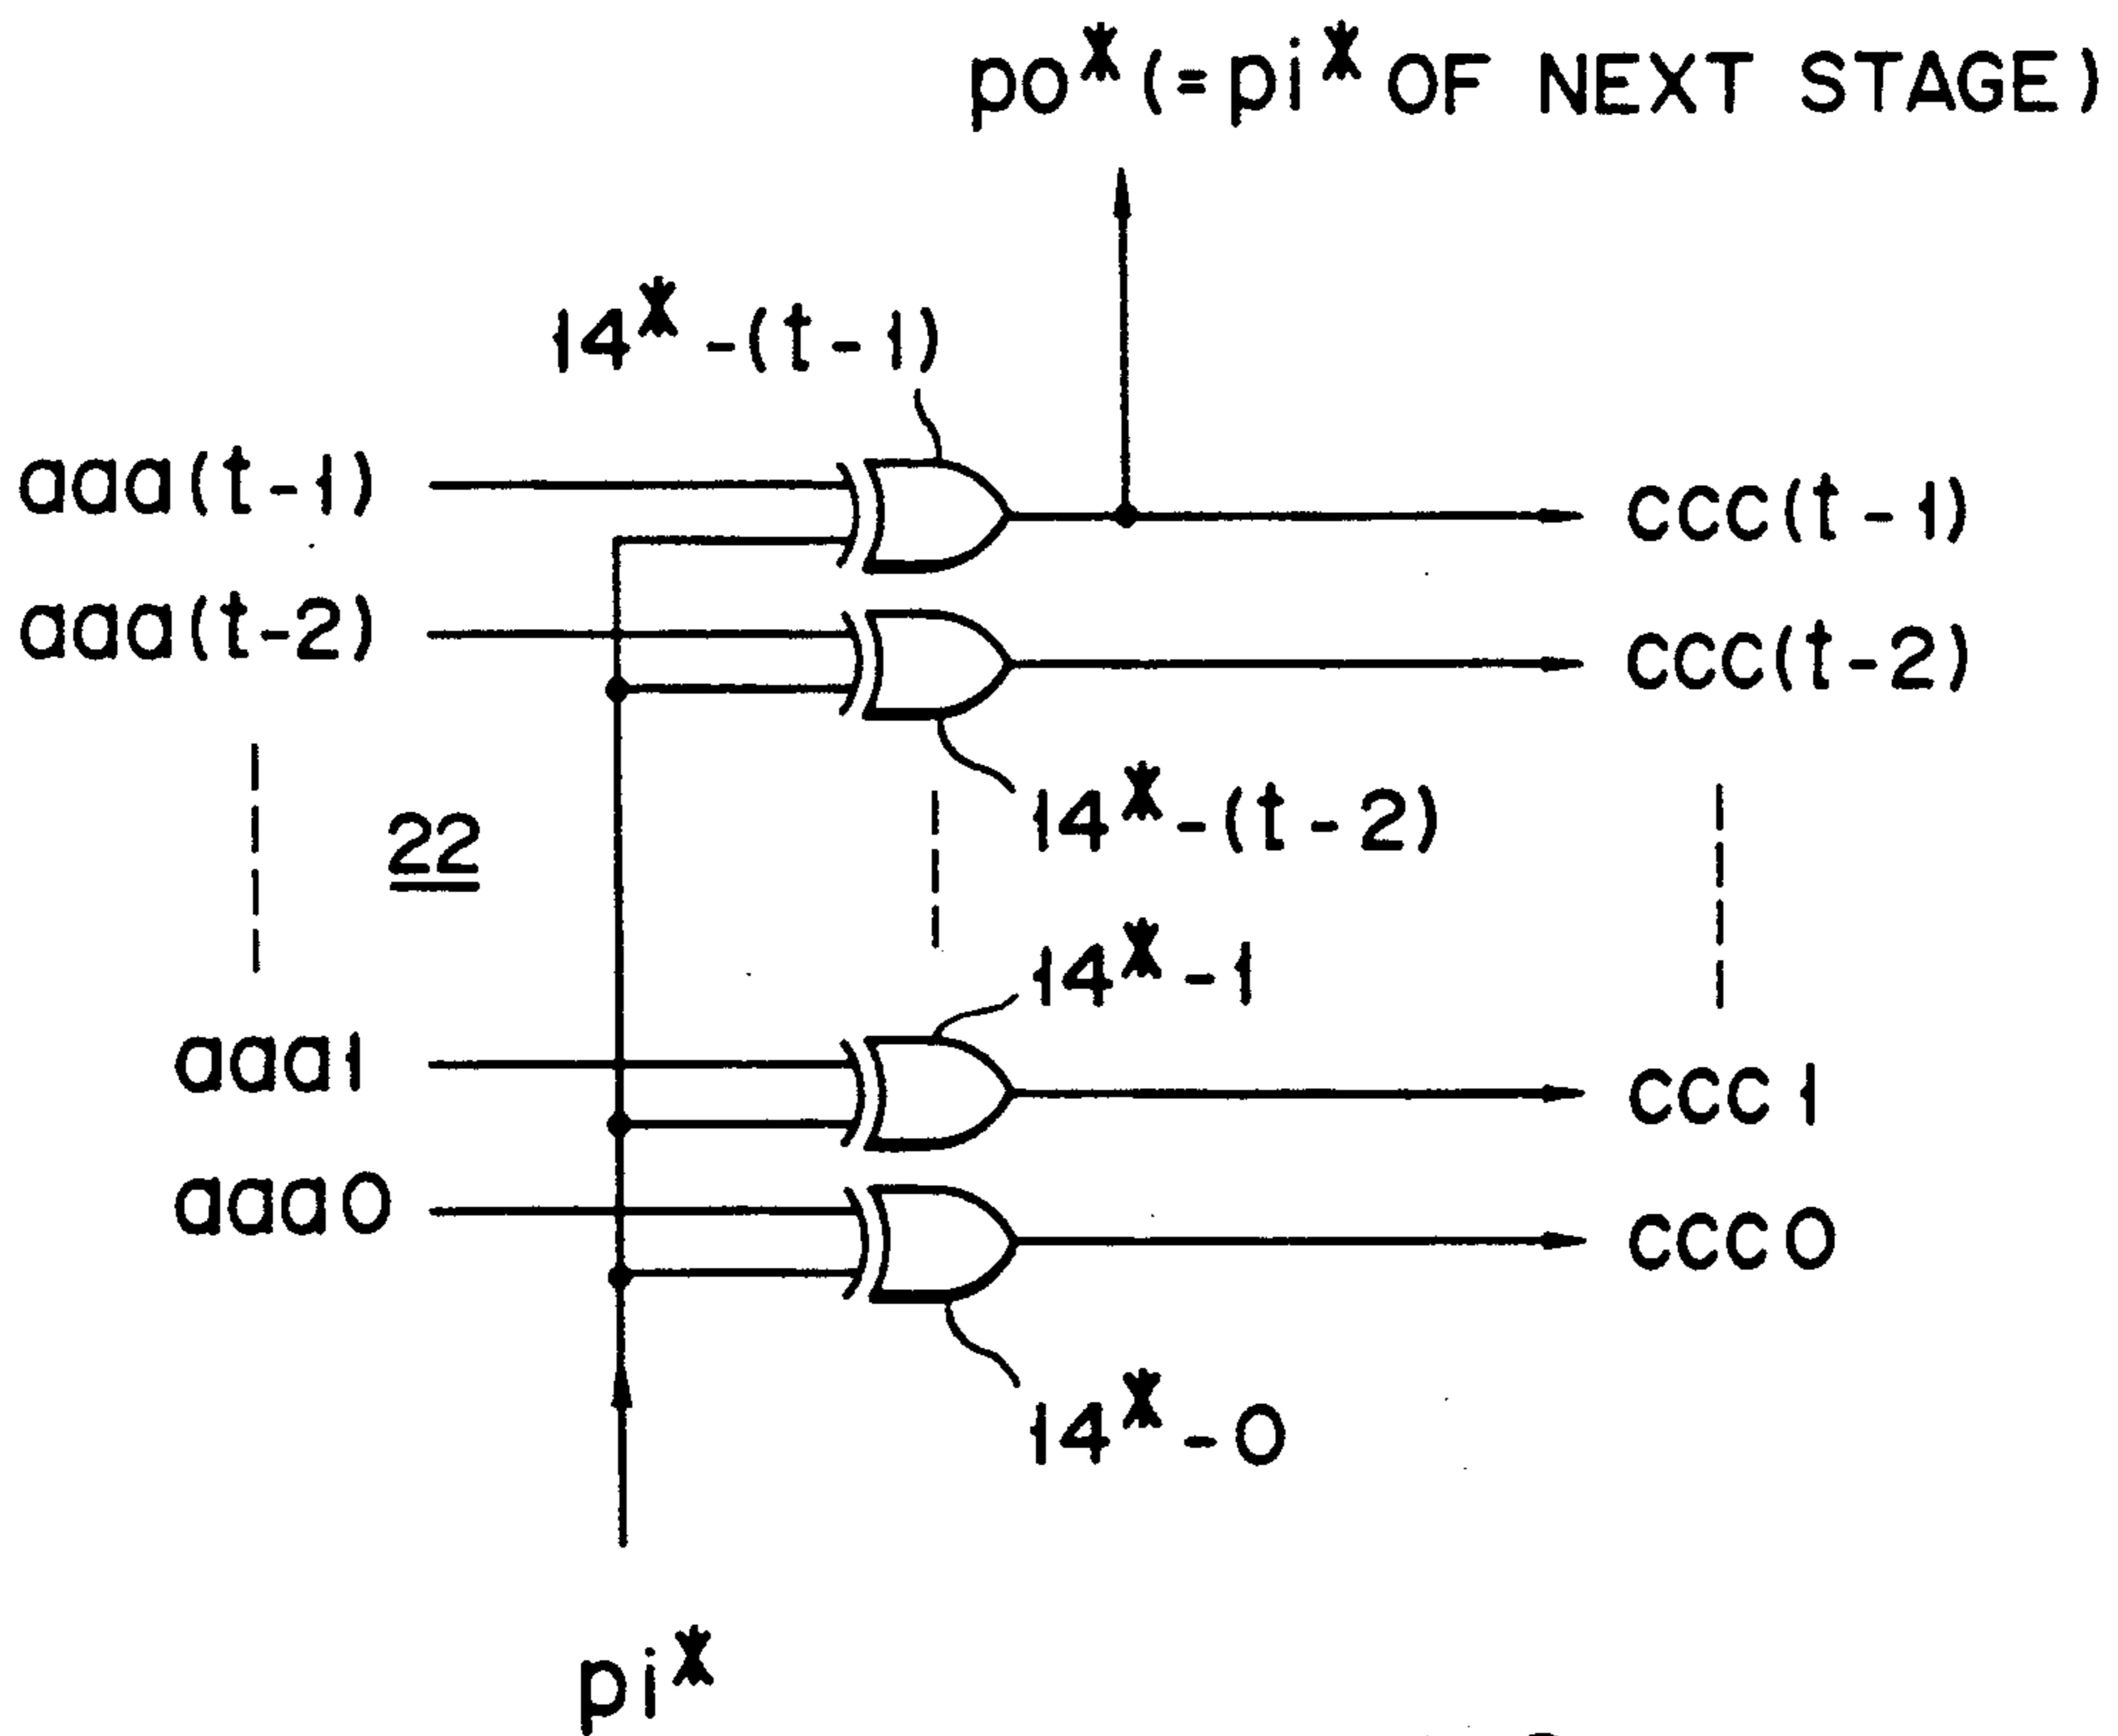 po* (=pi* OF NEXT STAGE)
14*-(t-1)
aaa(t-1)
ccc(t-1)
aaa(t-2)
ccc(t-2)
14*-(t-2)
22
14*-1
aaa1
ccc1
aaa0
ccc0
14*-0
pi*